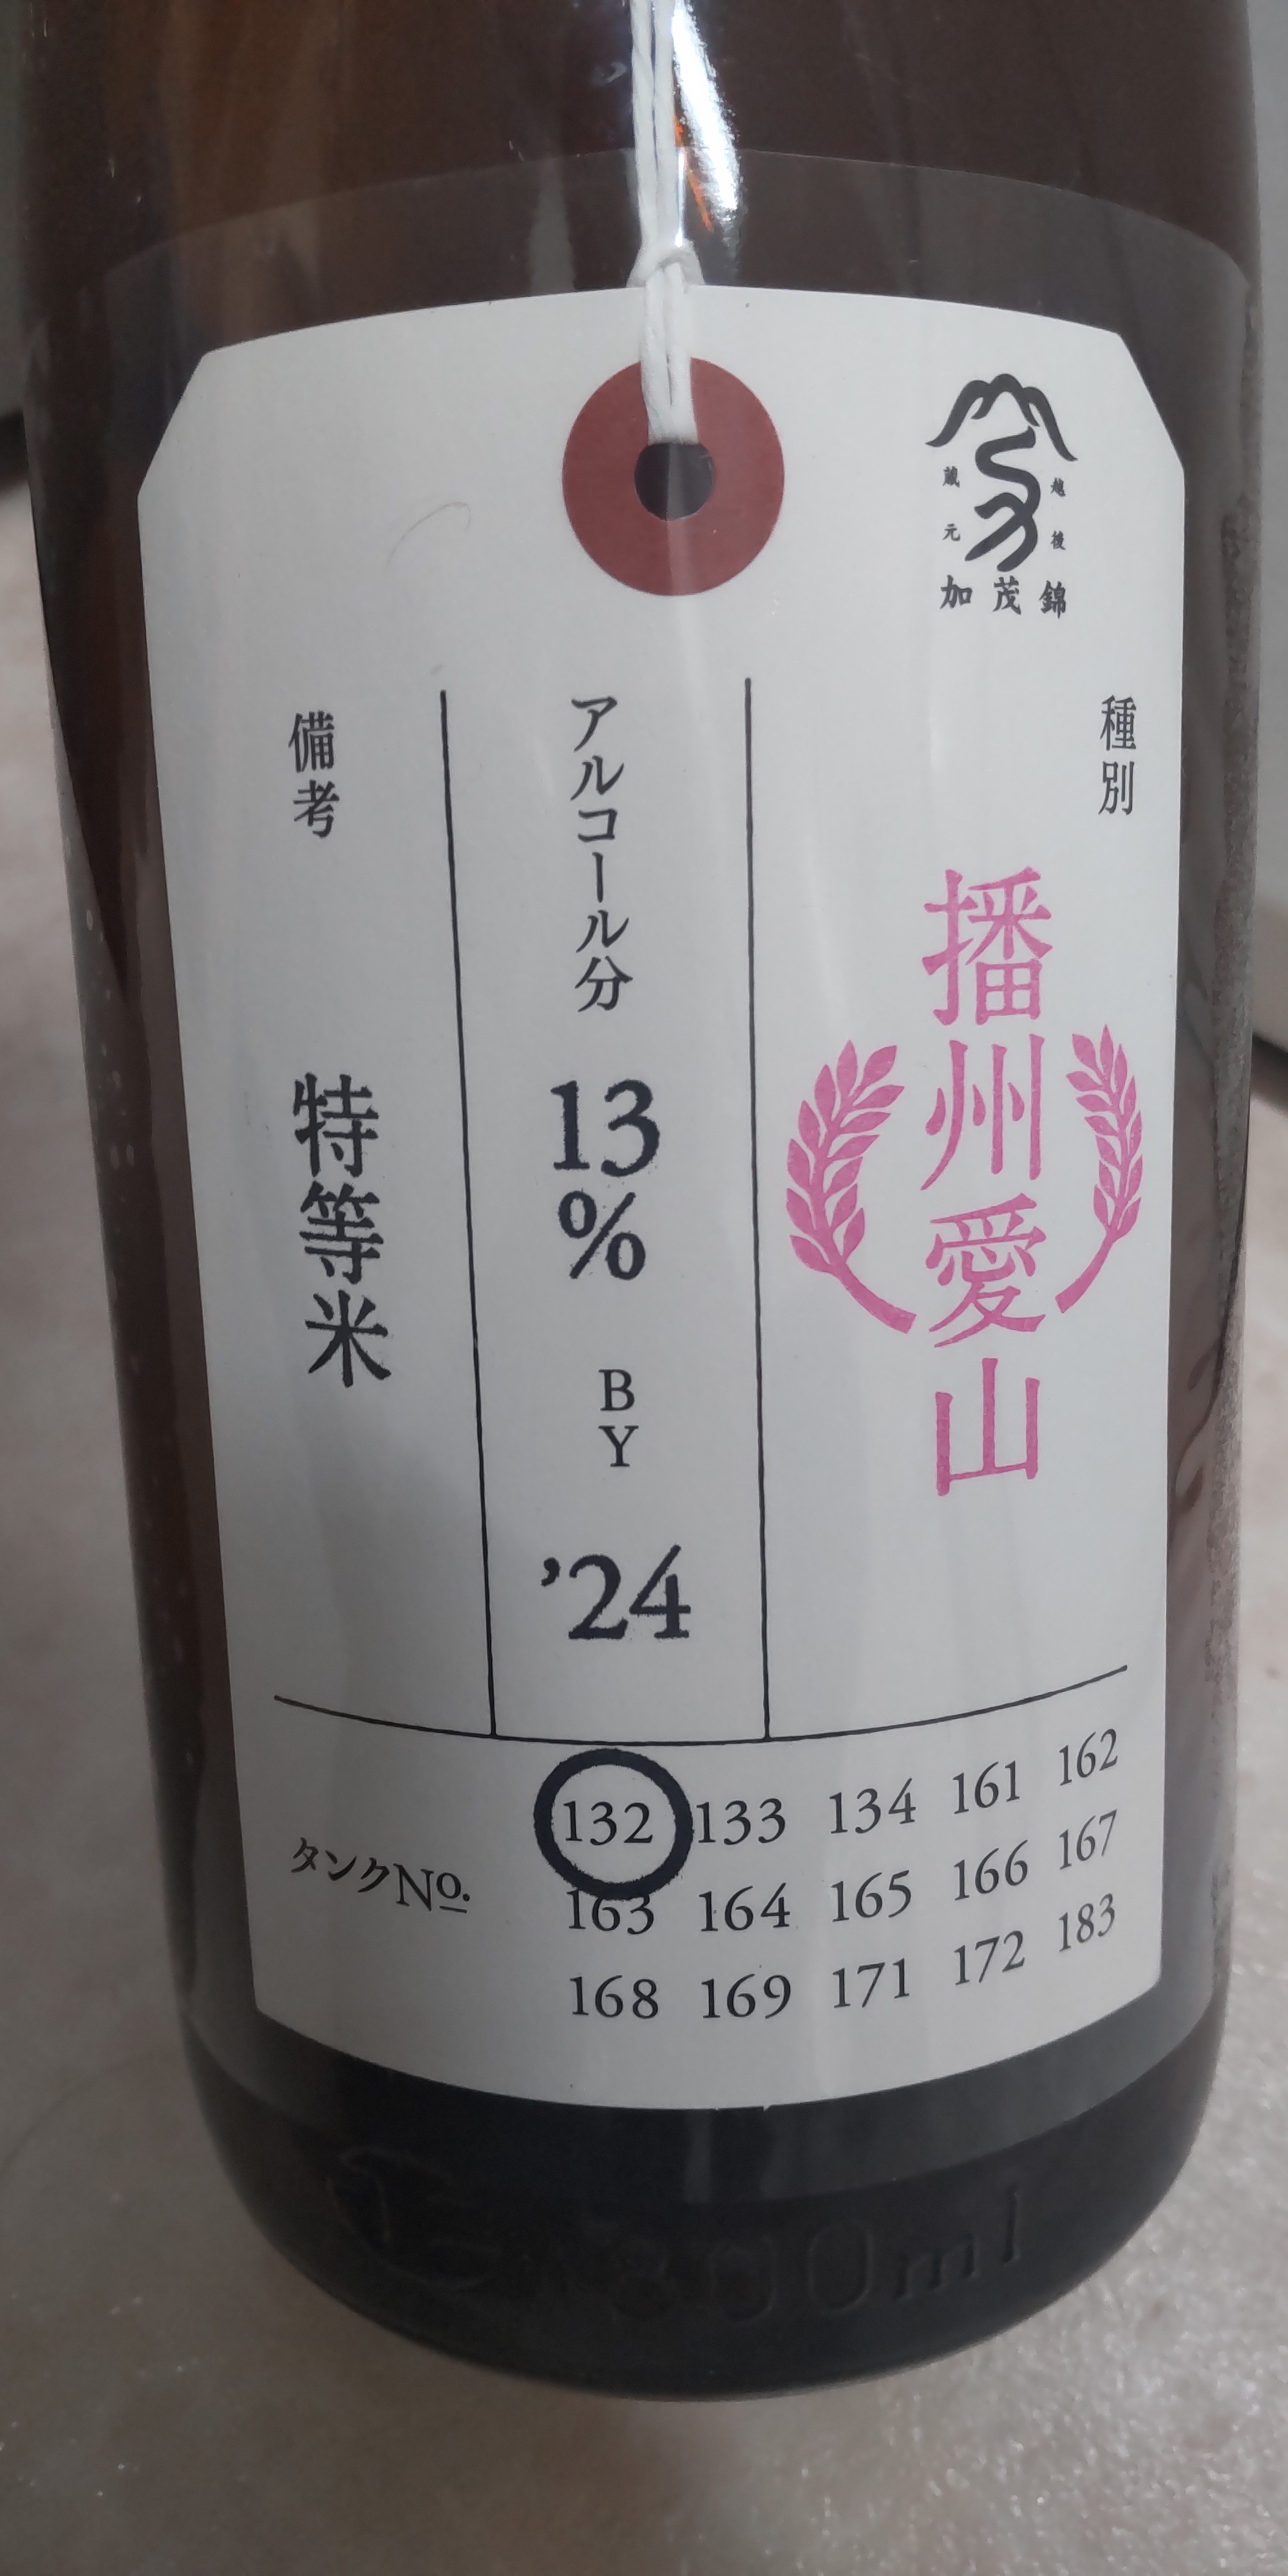 越後
蔵元
加茂錦
種別
播州愛山
アルコール分 13% BY '24
備考 特等米
タンクNo.
132 133 134 161 162
163 164 165 166 167
168 169 171 172 183